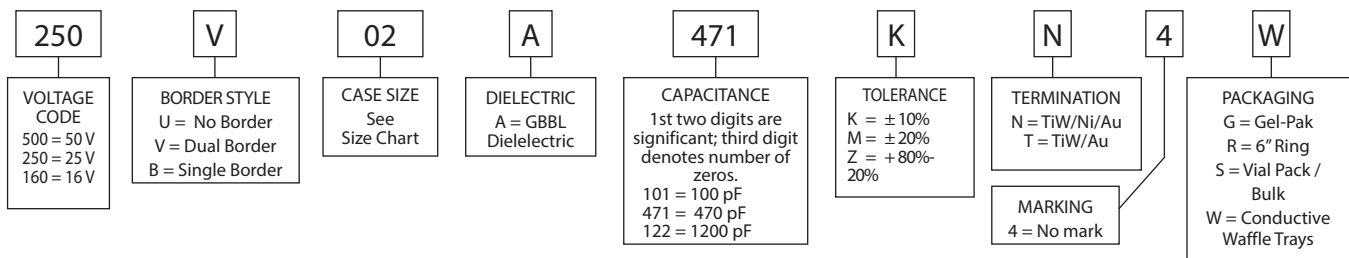 250
V
02
A
471
K
N
4
W
VOLTAGE
CODE
500 = 50 V
250 = 25 V
160 = 16 V
BORDER STYLE
U = No Border
V = Dual Border
B = Single Border
CASE SIZE
See
Size Chart
DIELECTRIC
A = GBBL
Dielelectric
CAPACITANCE
1st two digits are
significant; third digit
denotes number of
zeros.
101 = 100 pF
471 = 470 pF
122 = 1200 pF
TOLERANCE
K = ±10%
M = ±20%
Z = +80%-
20%
TERMINATION
N = TiW/Ni/Au
T = TiW/Au
MARKING
4 = No mark
PACKAGING
G = Gel-Pak
R = 6” Ring
S = Vial Pack /
Bulk
W = Conductive
Waffle Trays